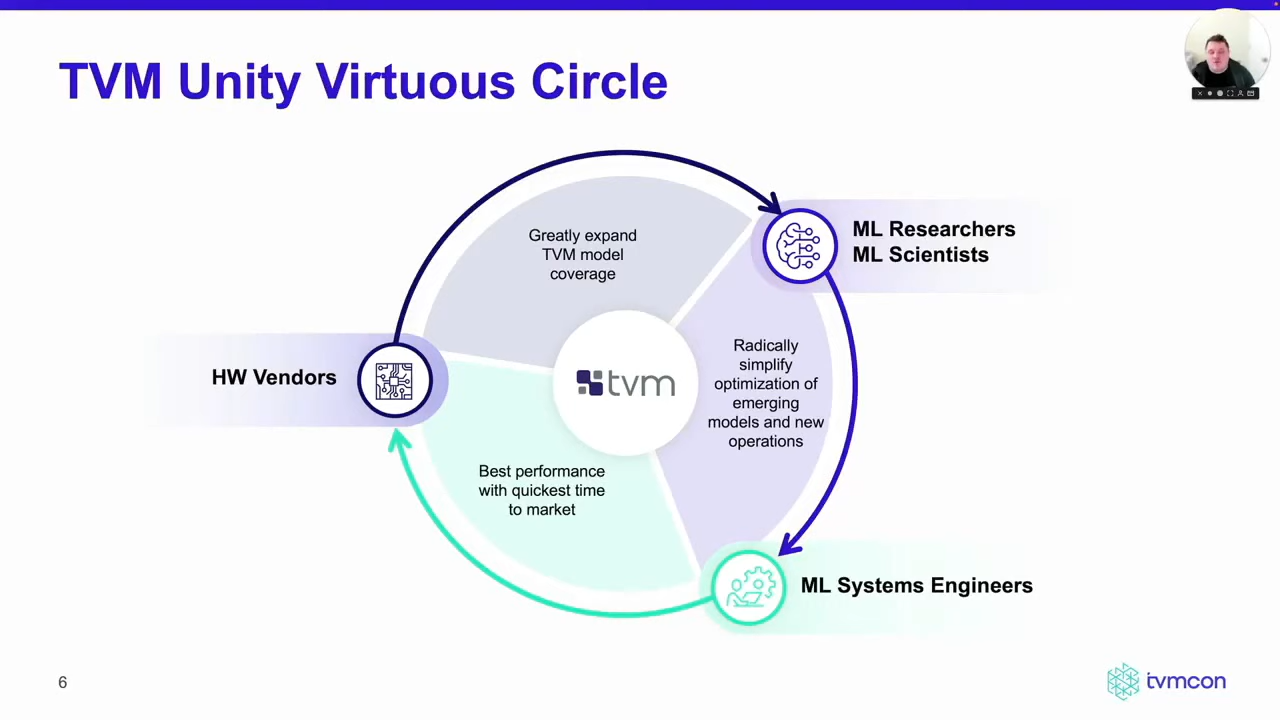 TVM Unity Virtuous Circle
Greatly expand
TVM model
coverage
ML Researchers
ML Scientists
Radically
simplify
optimization of
emerging
models and new
operations
HW Vendors
tvm
Best performance
with quickest time
to market
ML Systems Engineers
6
tvmcon